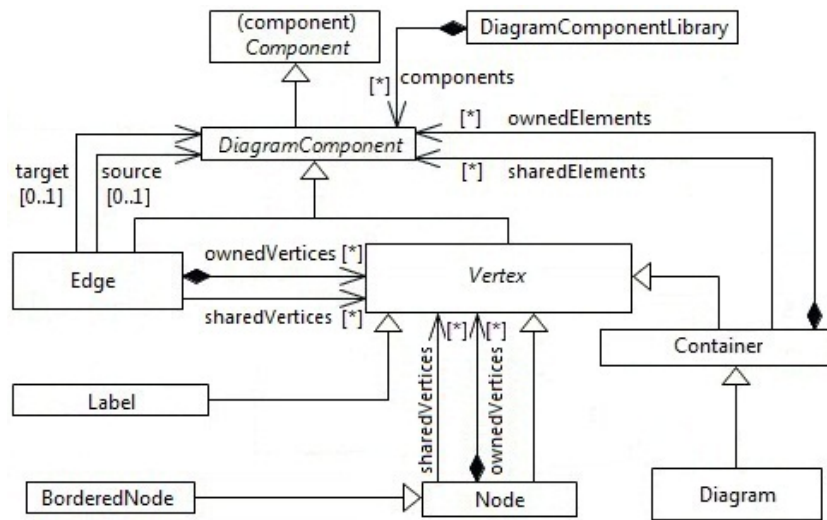 (component)
Component
DiagramComponentLibrary
[*]
components
[*]
ownedElements
DiagramComponent
target
[0..1]
source
[0..1]
[*]
sharedElements
ownedVertices [*]
Edge
Vertex
sharedVertices [*]
[*]
[*]
Container
sharedVertices
ownedVertices
Label
BorderedNode
Node
Diagram